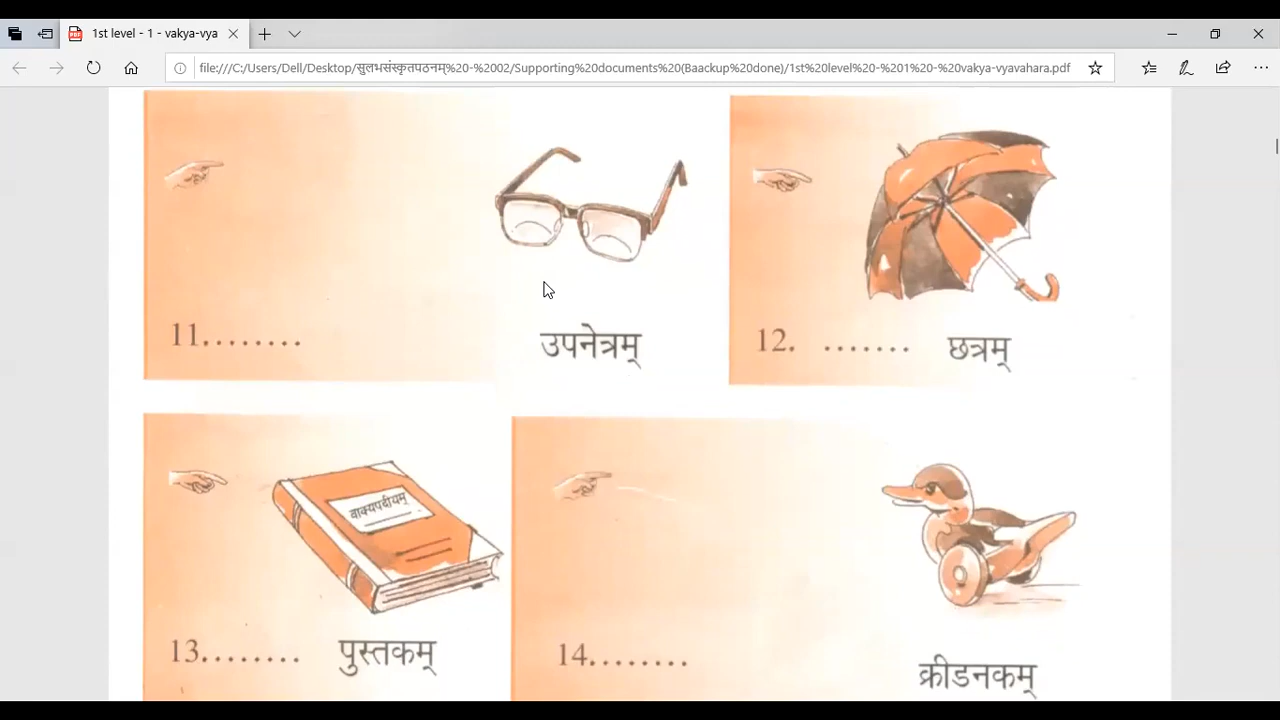 1st level - 1 - vakya-vya
file:///C:/Users/Dell/Desktop/सुलभसंस्कृतपठनम्%20-%2002/Supporting%20documents%20(Baackup%20done)/1st%20level%20-%201%20-%20vakya-vyavahara.pdf
11........ उपनेत्रम्
12. ....... छत्रम्
वाक्यपदीयम्
13........ पुस्तकम्
14........ क्रीडनकम्